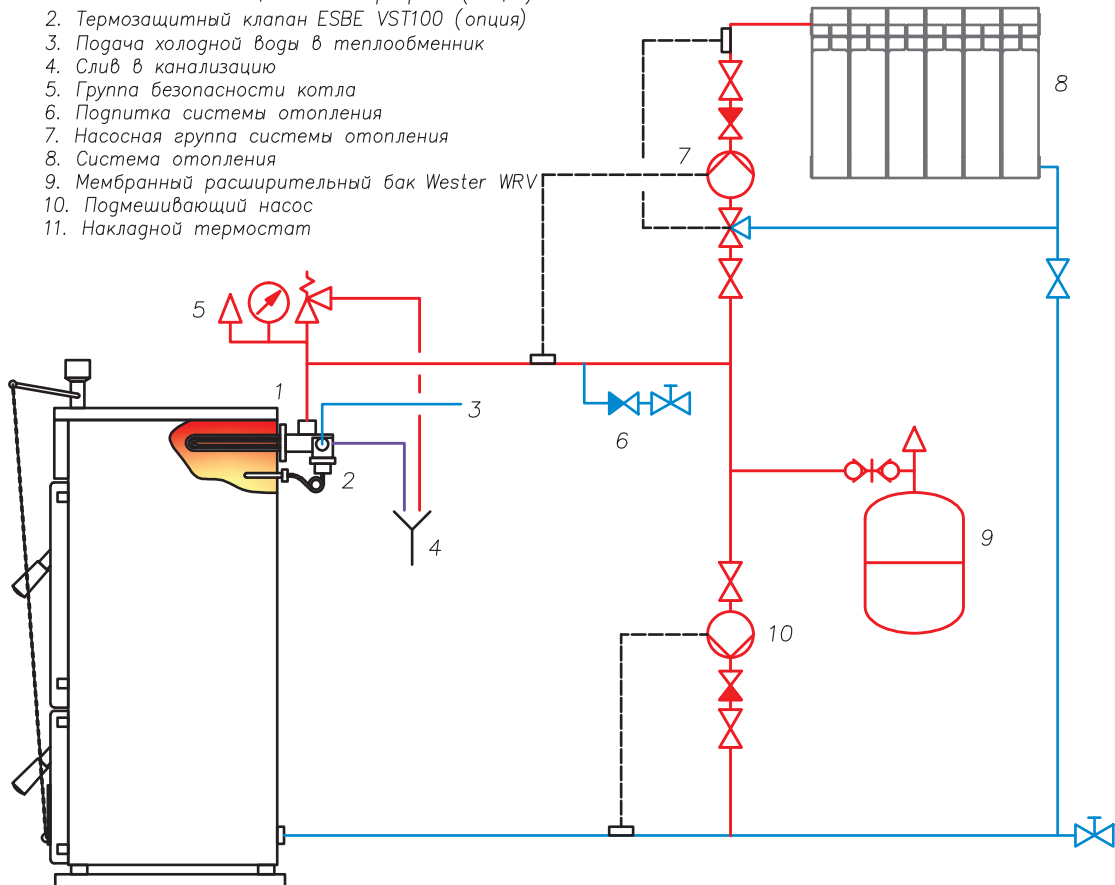 2. Термозащитный клапан ESBE VST100 (опция)
3. Подача холодной воды в теплообменник
4. Слив в канализацию
5. Группа безопасности котла
6. Подпитка системы отопления
7. Насосная группа системы отопления
8. Система отопления
9. Мембранный расширительный бак Wester WRV
10. Подмешивающий насос
11. Накладной термостат
8
7
5
1
3
6
2
4
9
10